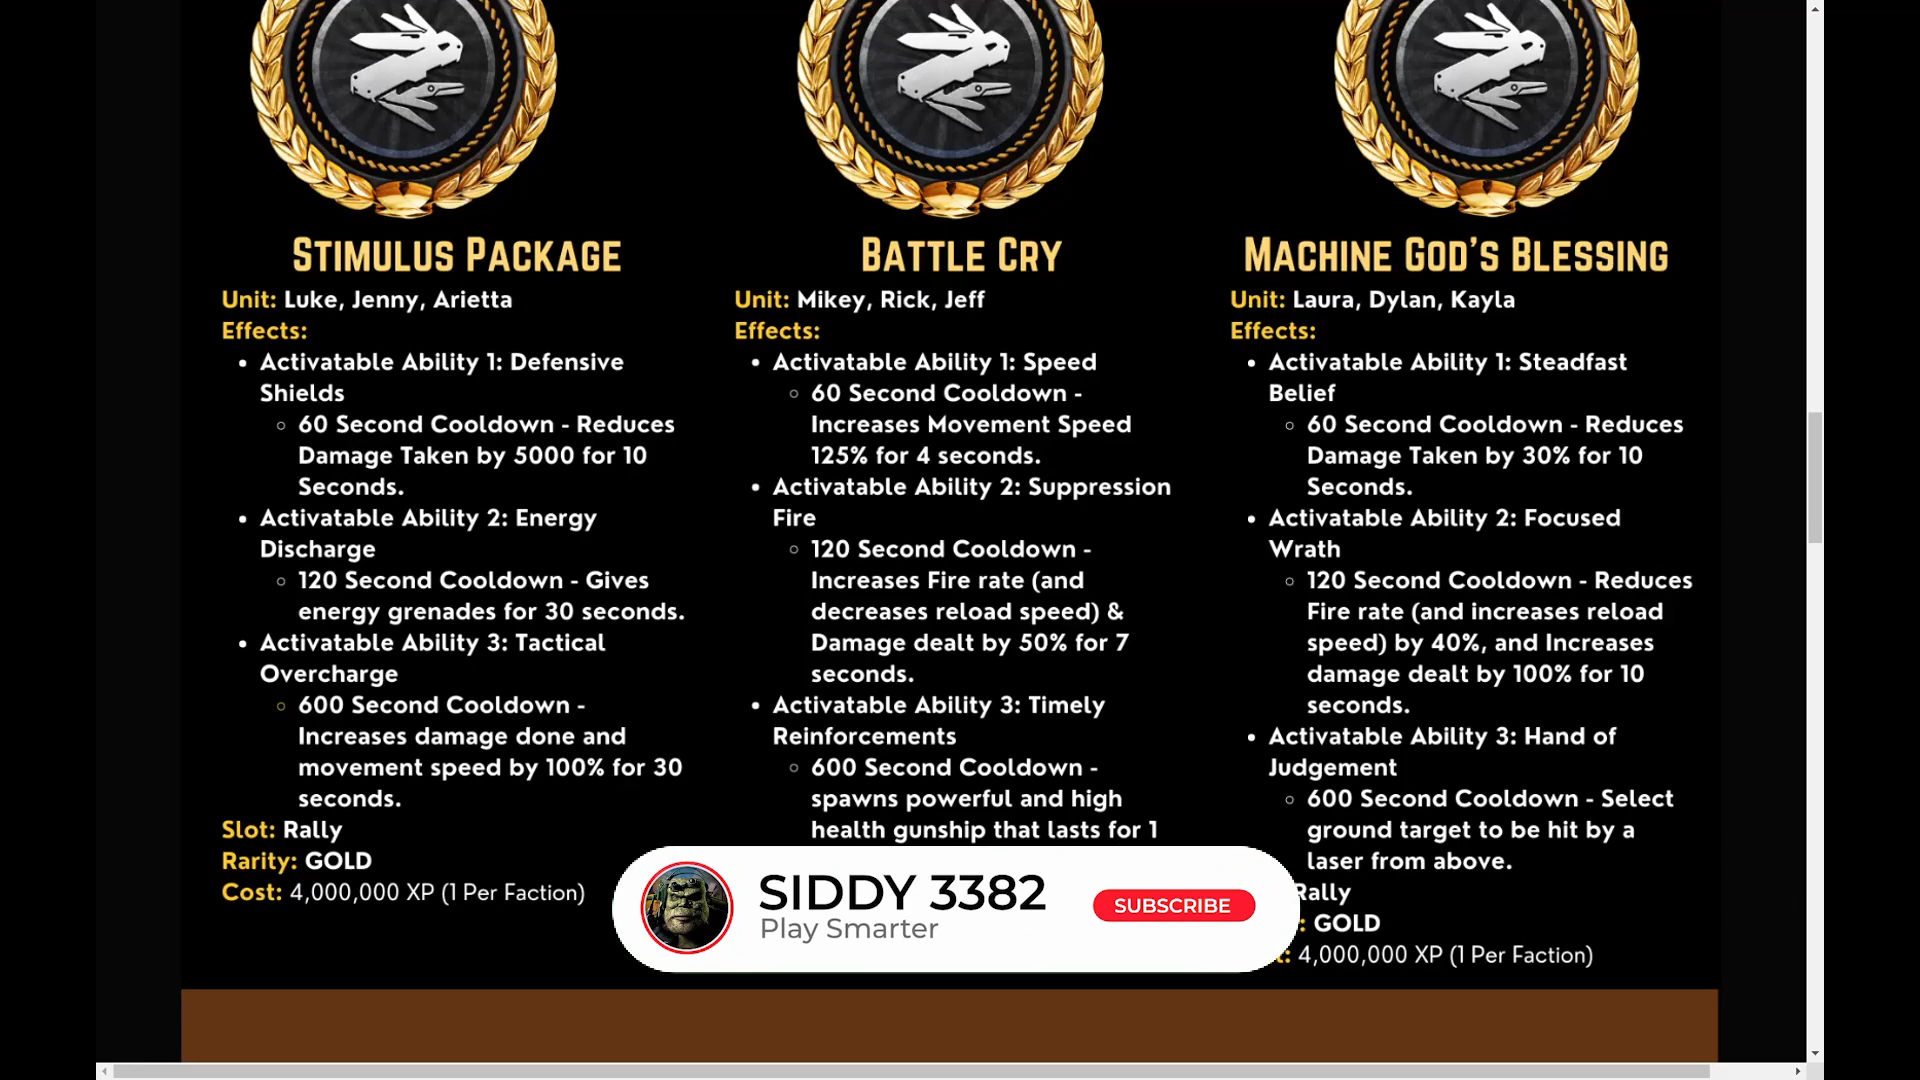 STIMULUS PACKAGE
Unit: Luke, Jenny, Arietta
Effects:
• Activatable Ability 1: Defensive
Shields
◦ 60 Second Cooldown - Reduces
Damage Taken by 5000 for 10
Seconds.
• Activatable Ability 2: Energy
Discharge
◦ 120 Second Cooldown - Gives
energy grenades for 30 seconds.
• Activatable Ability 3: Tactical
Overcharge
◦ 600 Second Cooldown -
Increases damage done and
movement speed by 100% for 30
seconds.
Slot: Rally
Rarity: GOLD
Cost: 4,000,000 XP (1 Per Faction)
BATTLE CRY
Unit: Mikey, Rick, Jeff
Effects:
• Activatable Ability 1: Speed
◦ 60 Second Cooldown -
Increases Movement Speed
125% for 4 seconds.
• Activatable Ability 2: Suppression
Fire
◦ 120 Second Cooldown -
Increases Fire rate (and
decreases reload speed) &
Damage dealt by 50% for 7
seconds.
• Activatable Ability 3: Timely
Reinforcements
◦ 600 Second Cooldown -
spawns powerful and high
health gunship that lasts for 1
MACHINE GOD'S BLESSING
Unit: Laura, Dylan, Kayla
Effects:
• Activatable Ability 1: Steadfast
Belief
◦ 60 Second Cooldown - Reduces
Damage Taken by 30% for 10
Seconds.
• Activatable Ability 2: Focused
Wrath
◦ 120 Second Cooldown - Reduces
Fire rate (and increases reload
speed) by 40%, and Increases
damage dealt by 100% for 10
seconds.
• Activatable Ability 3: Hand of
Judgement
◦ 600 Second Cooldown - Select
ground target to be hit by a
laser from above.
Rally
: GOLD
: 4,000,000 XP (1 Per Faction)
SIDDY 3382
Play Smarter
SUBSCRIBE